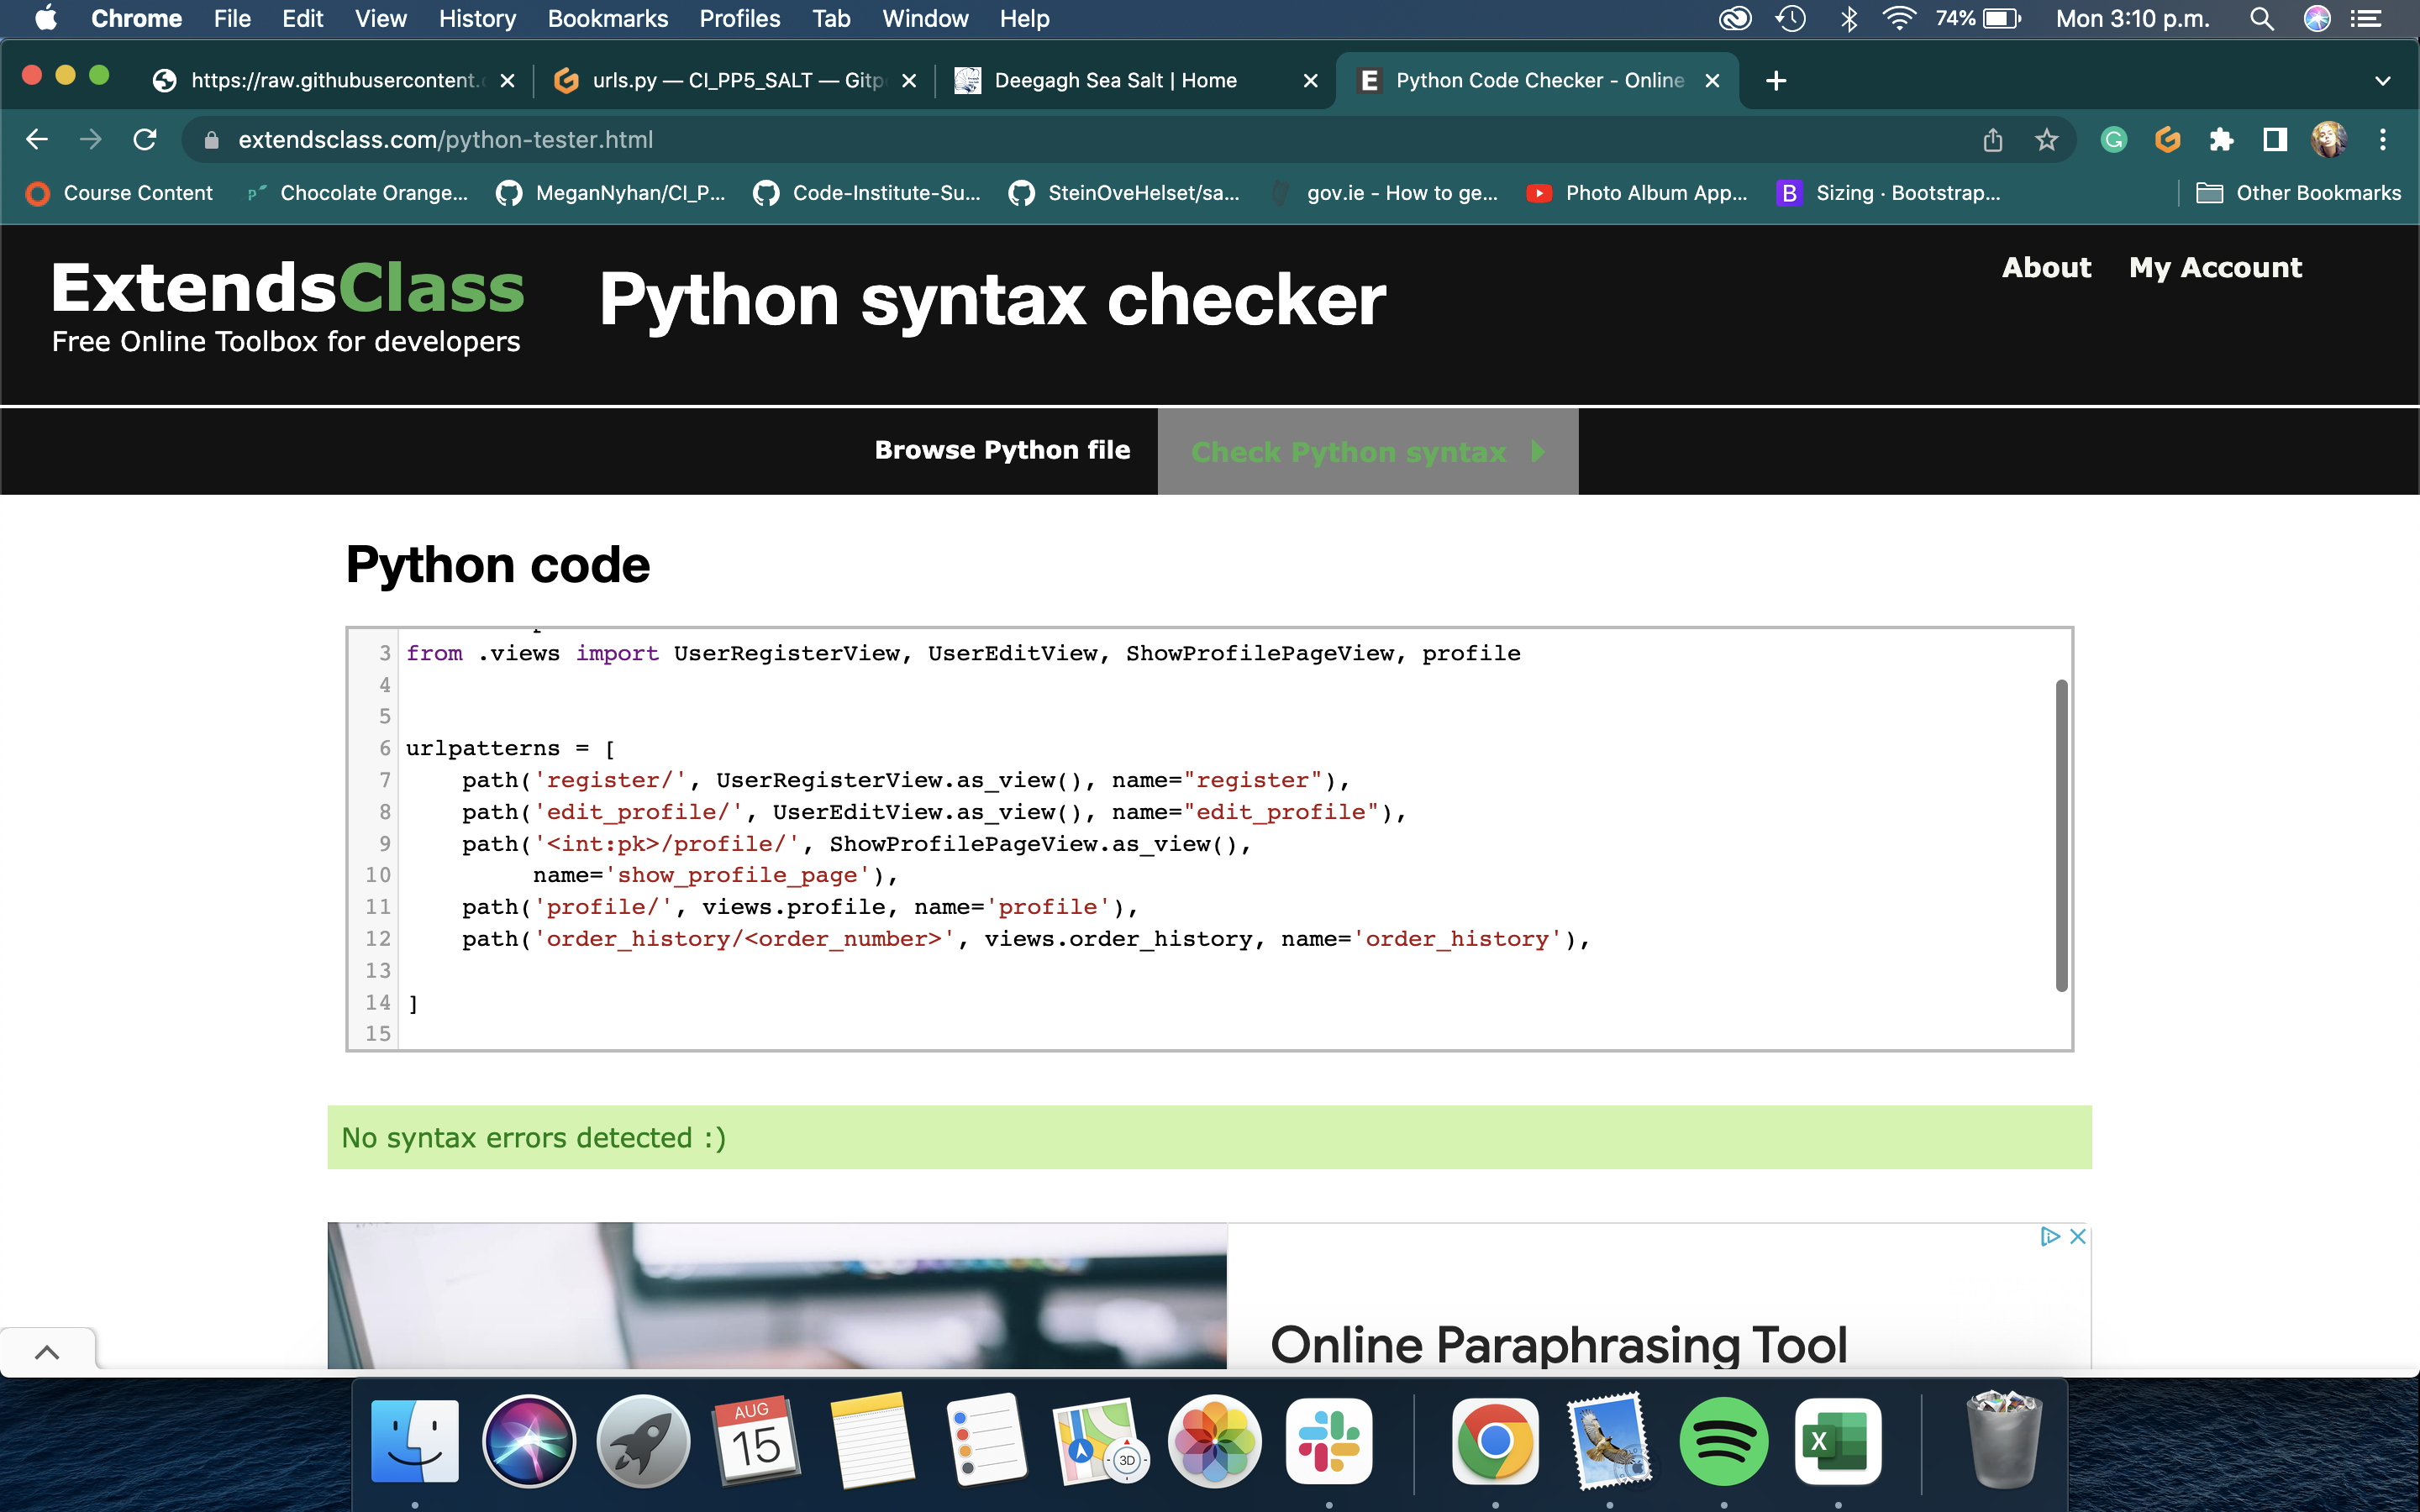 Chrome File Edit View History Bookmarks Profiles Tab Window Help 74% Mon 3:10 p.m.
https://raw.githubusercontent. urls.py — CI_PP5_SALT — Gitp Deegagh Sea Salt | Home Python Code Checker - Online
extendsclass.com/python-tester.html
Course Content Chocolate Orange... MeganNyhan/CI_P... Code-Institute-Su... SteinOveHelset/sa... gov.ie - How to ge... Photo Album App... Sizing · Bootstrap... Other Bookmarks
ExtendsClass
Free Online Toolbox for developers
Python syntax checker
About My Account
Browse Python file Check Python syntax
Python code
3 from .views import UserRegisterView, UserEditView, ShowProfilePageView, profile
4
5
6 urlpatterns = [
7 path('register/', UserRegisterView.as_view(), name="register"),
8 path('edit_profile/', UserEditView.as_view(), name="edit_profile"),
9 path('<int:pk>/profile/', ShowProfilePageView.as_view(),
10 name='show_profile_page'),
11 path('profile/', views.profile, name='profile'),
12 path('order_history/<order_number>', views.order_history, name='order_history'),
13
14 ]
15
No syntax errors detected :)
Online Paraphrasing Tool
AUG
15
3D
X